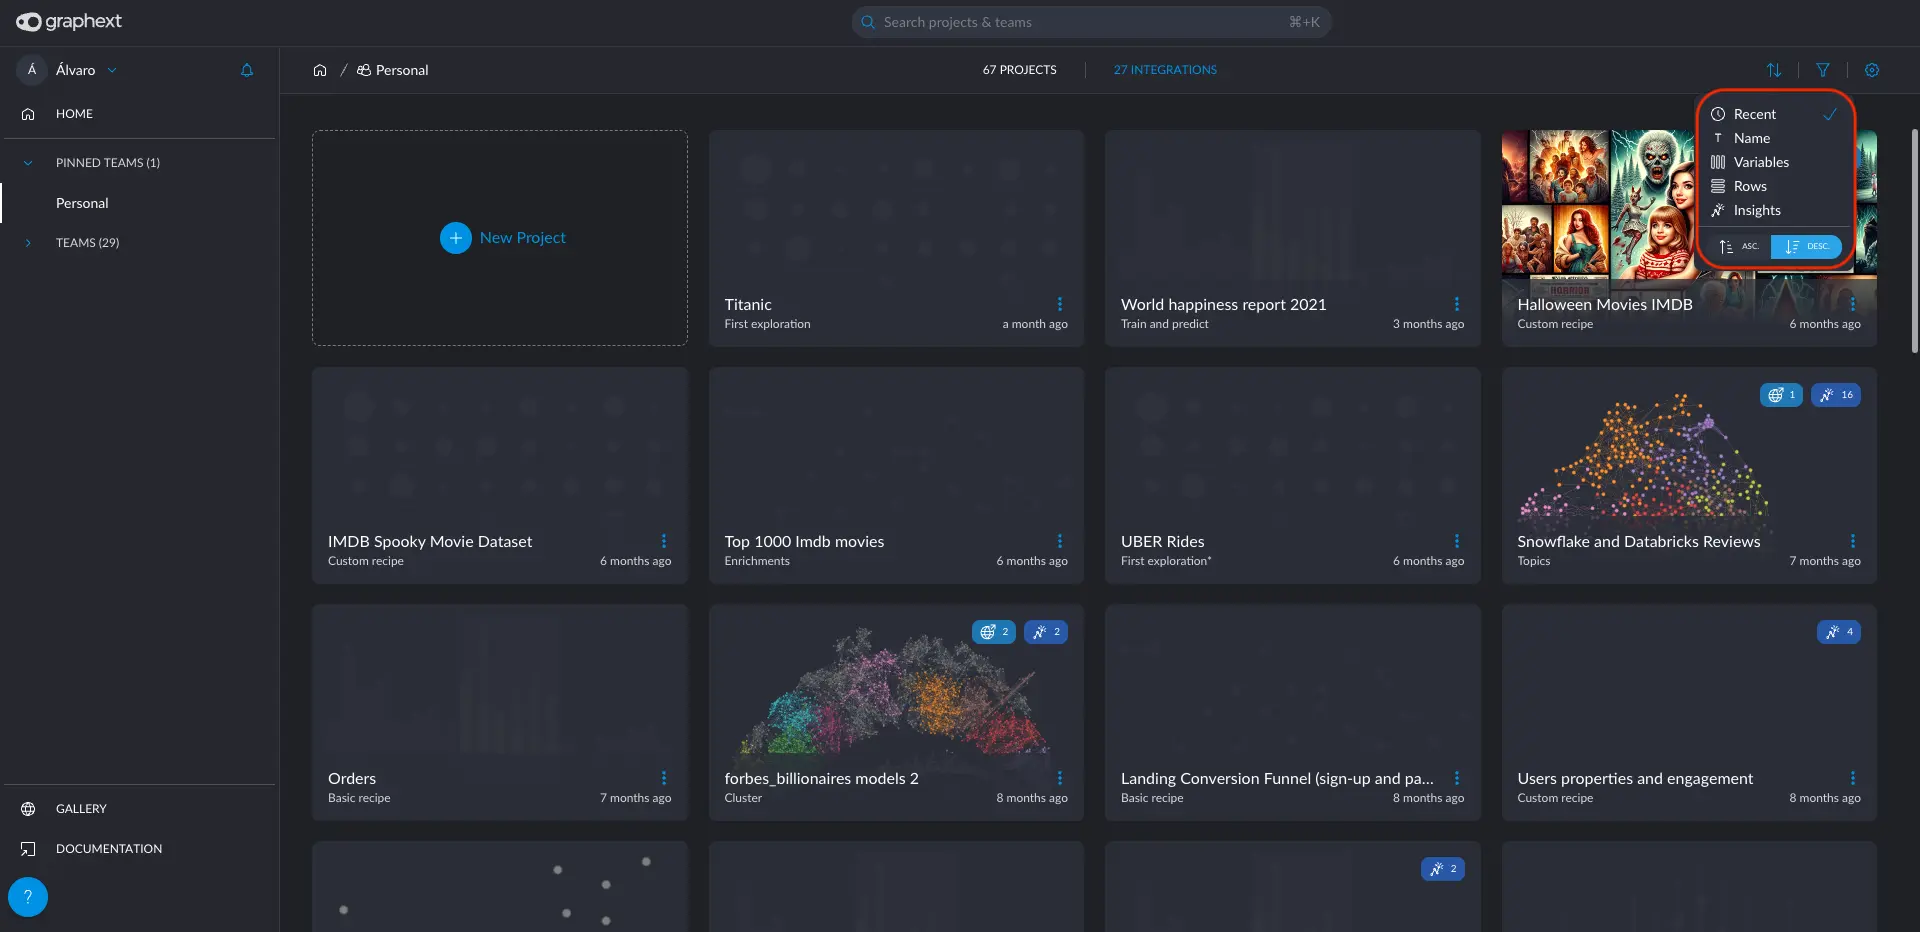 graphext
Search projects & teams
⌘+K
Á
Álvaro
/
Personal
67 PROJECTS
27 INTEGRATIONS
HOME
PINNED TEAMS (1)
Personal
TEAMS (29)
GALLERY
DOCUMENTATION
?
Recent
Name
Variables
Rows
Insights
ASC.
DESC.
+ New Project
Titanic
First exploration
a month ago
World happiness report 2021
Train and predict
3 months ago
HORRIOR
Halloween Movies IMDB
Custom recipe
6 months ago
IMDB Spooky Movie Dataset
Custom recipe
6 months ago
Top 1000 Imdb movies
Enrichments
6 months ago
UBER Rides
First exploration*
6 months ago
1
16
Snowflake and Databricks Reviews
Topics
7 months ago
Orders
Basic recipe
7 months ago
2
2
forbes_billionaires models 2
Cluster
8 months ago
Landing Conversion Funnel (sign-up and pa...
Basic recipe
8 months ago
4
Users properties and engagement
Custom recipe
8 months ago
2